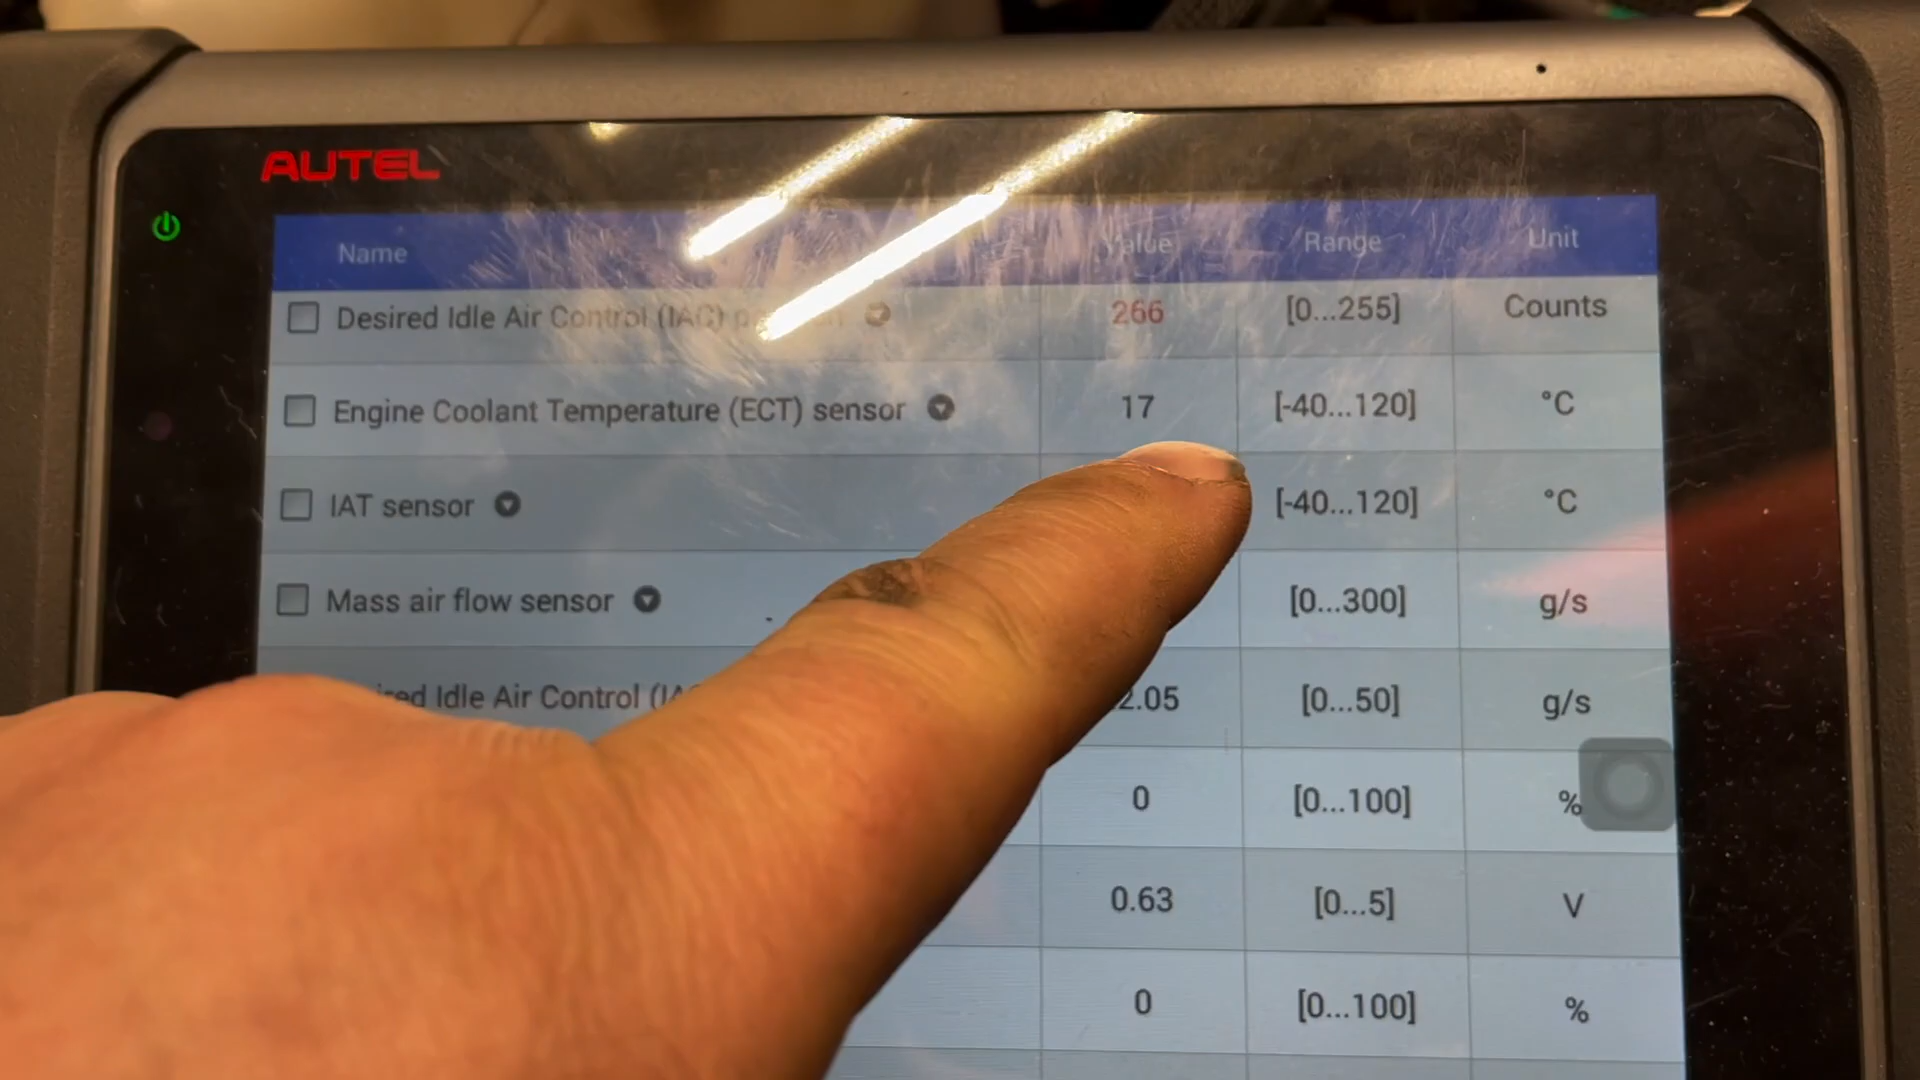 AUTEL
Name Value Range Unit
Desired Idle Air Control (IAC) 266 [0...255] Counts
Engine Coolant Temperature (ECT) sensor 17 [-40...120] °C
IAT sensor [-40...120] °C
Mass air flow sensor [0...300] g/s
Idle Air Control 2.05 [0...50] g/s
0 [0...100] %
0.63 [0...5] V
0 [0...100] %